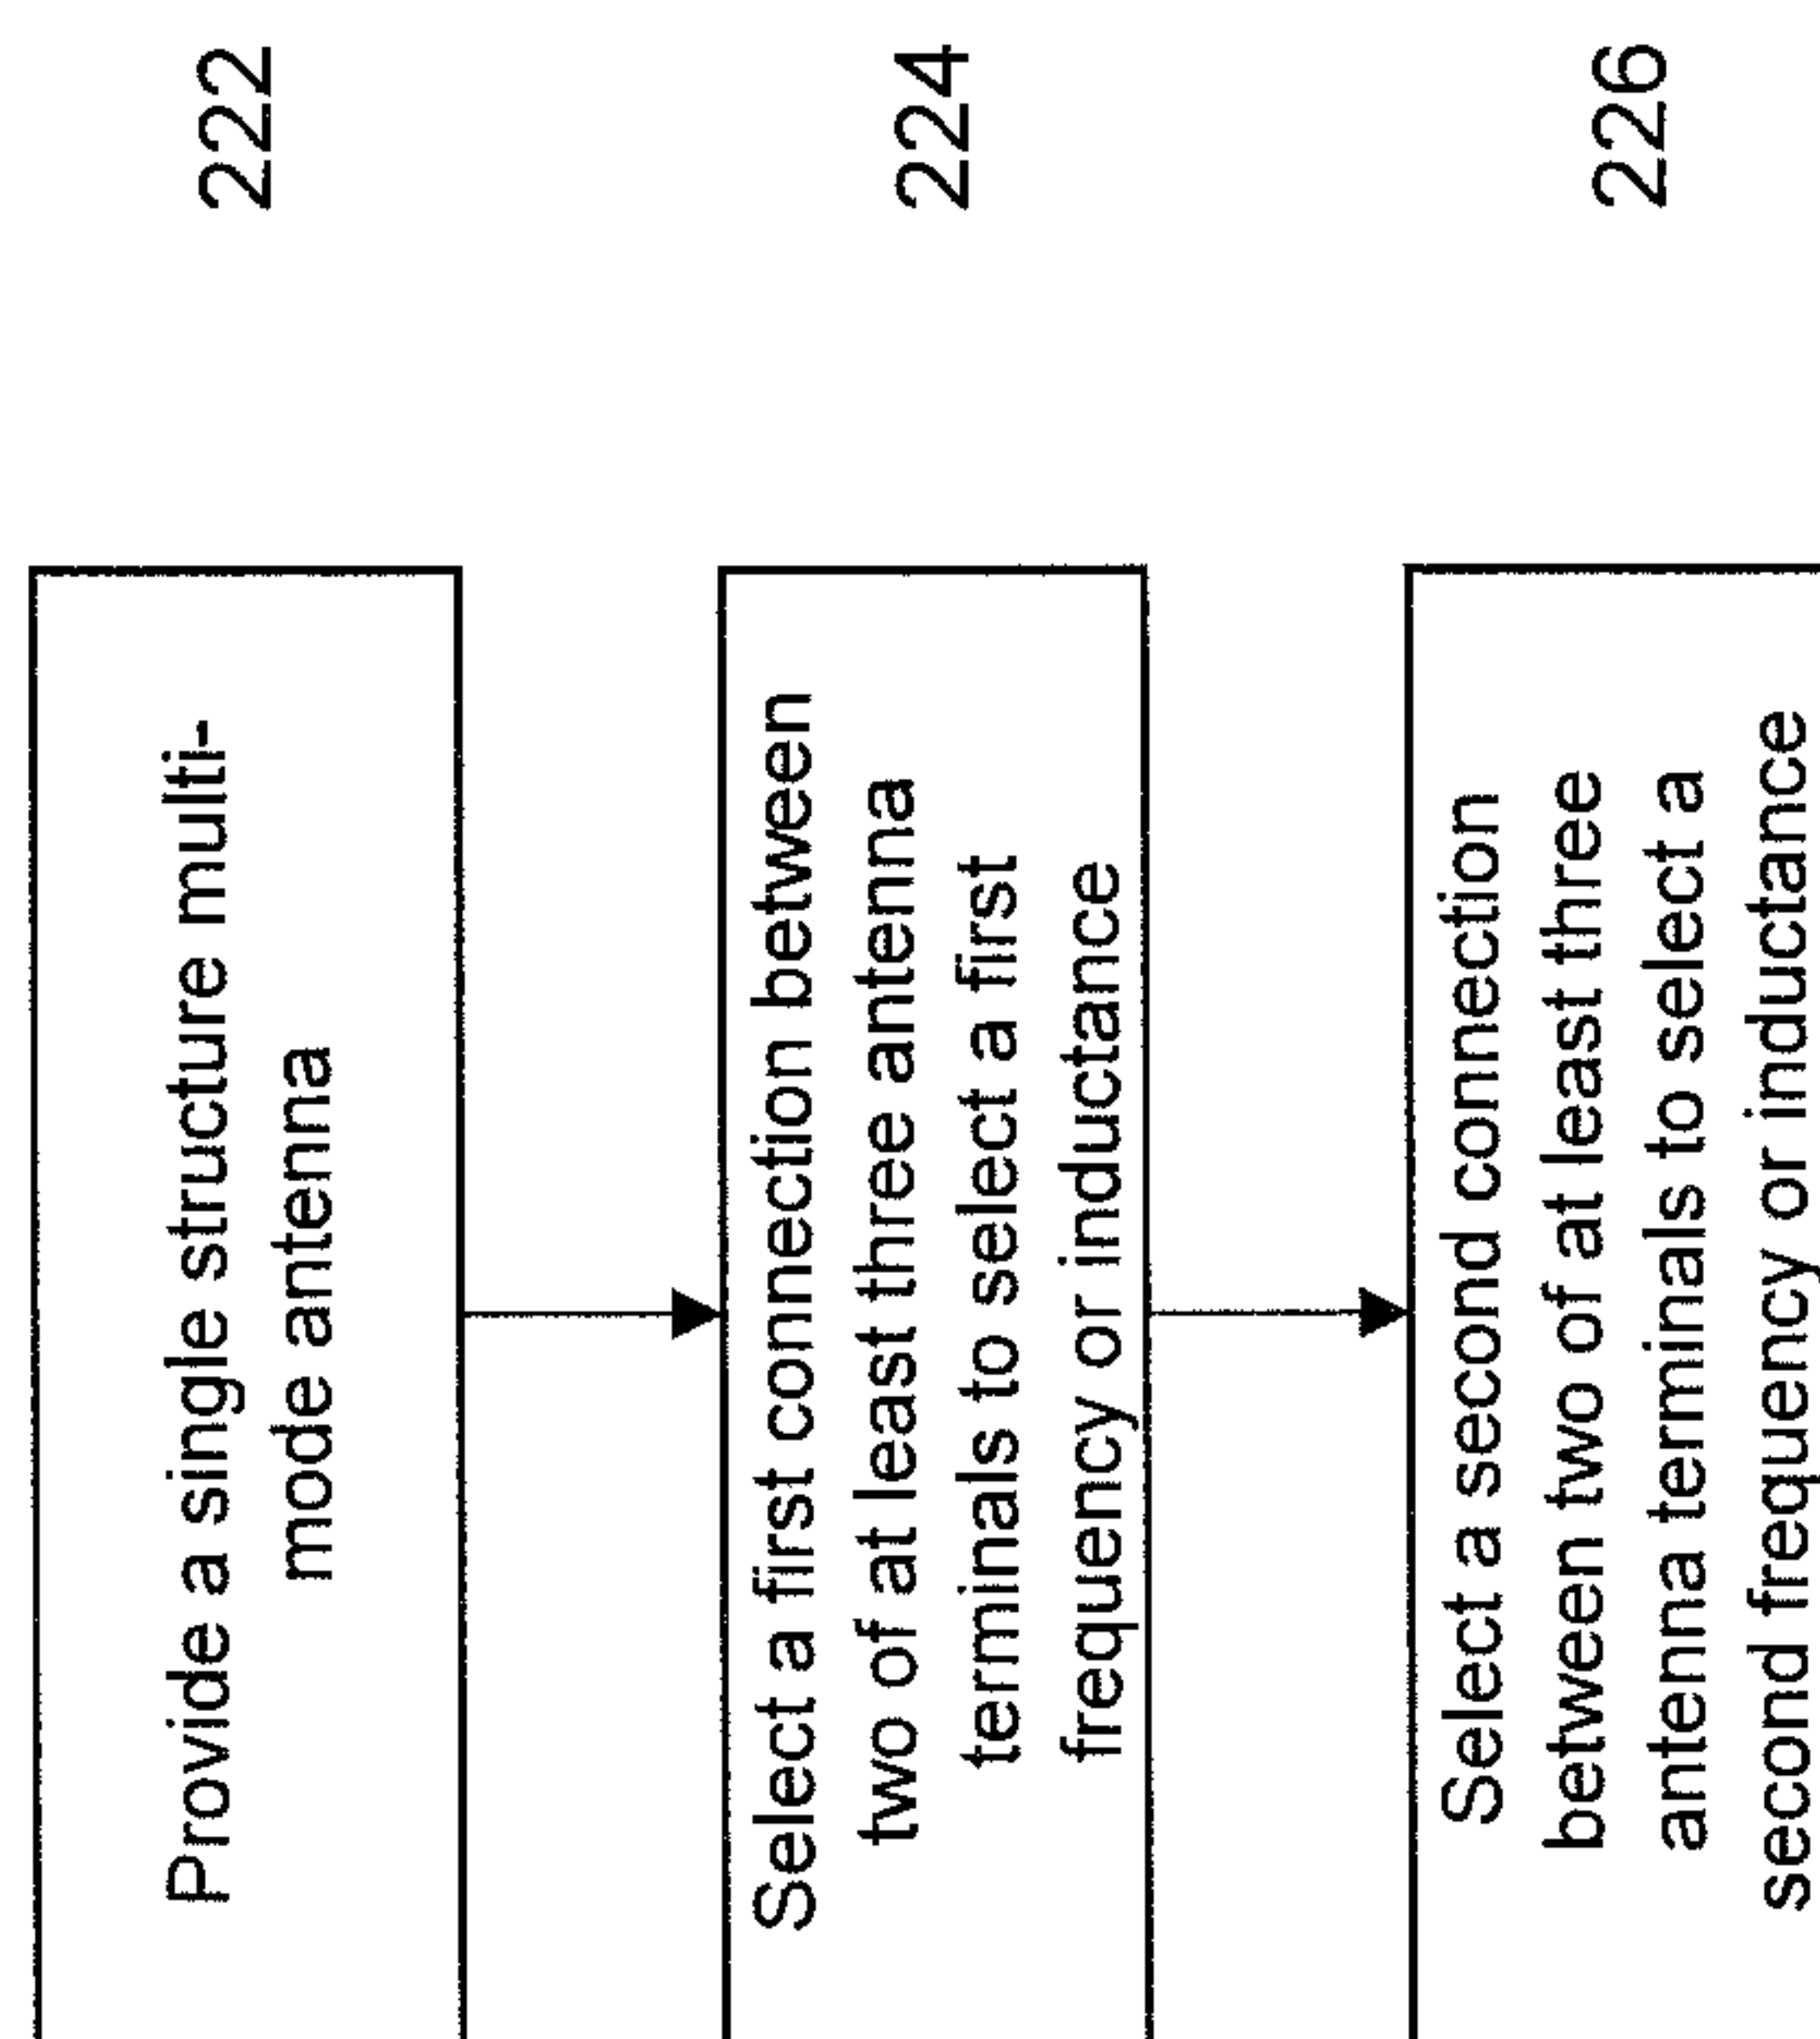 Provide a single structure multi-
mode antenna
222
Select a first connection between
two of at least three antenna
terminals to select a first
frequency or inductance
224
Select a second connection
between two of at least three
antenna terminals to select a
second frequency or inductance
226